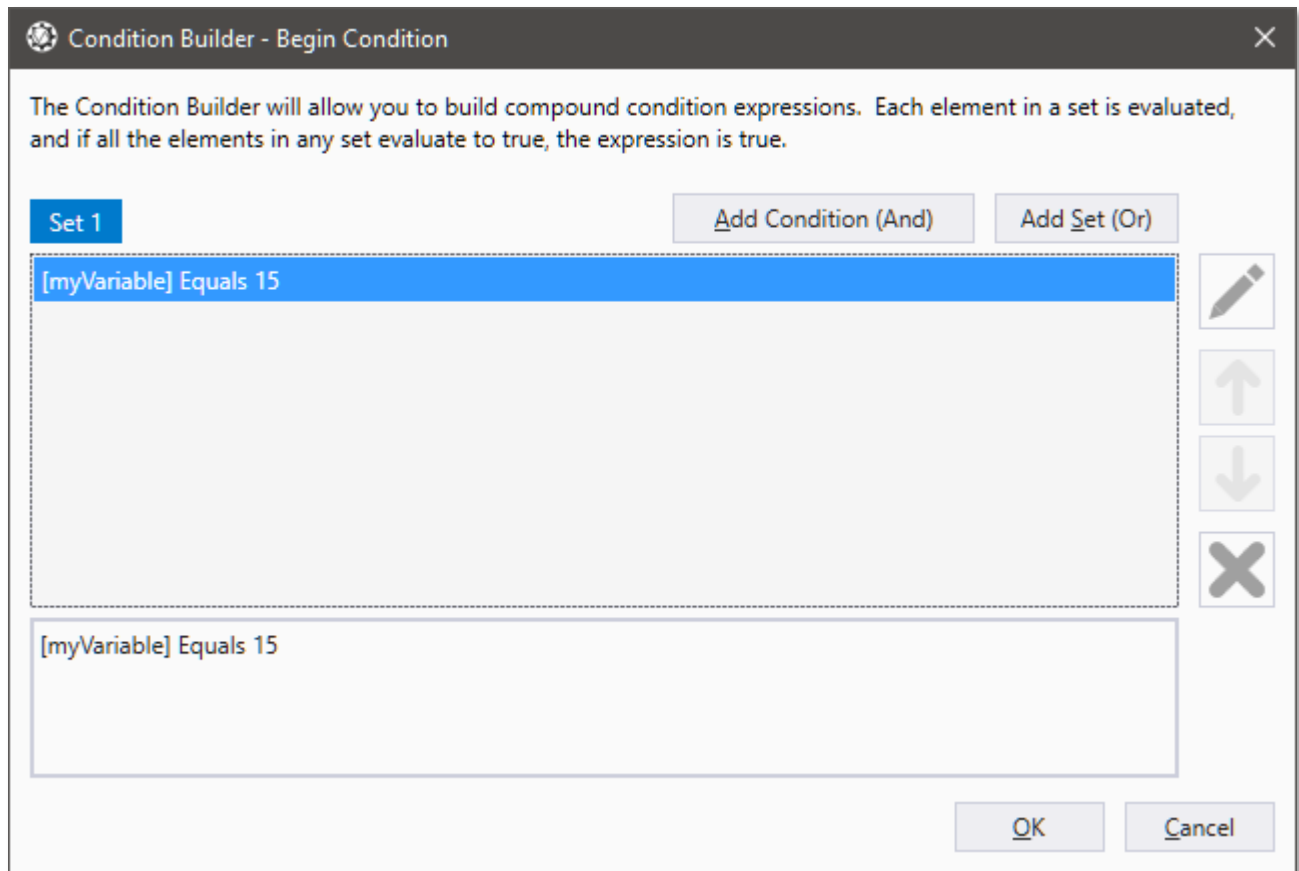 Condition Builder - Begin Condition
The Condition Builder will allow you to build compound condition expressions.  Each element in a set is evaluated,
and if all the elements in any set evaluate to true, the expression is true.
Set 1
Add Condition (And)
Add Set (Or)
[myVariable] Equals 15
[myVariable] Equals 15
OK
Cancel